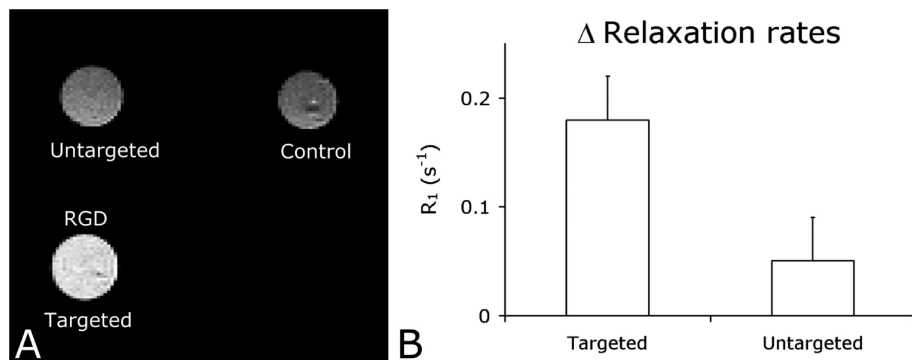 Untargeted
Control
RGD
Targeted
A
Δ Relaxation rates
R₁ (s⁻¹)
0.2
0.1
0
Targeted
Untargeted
B